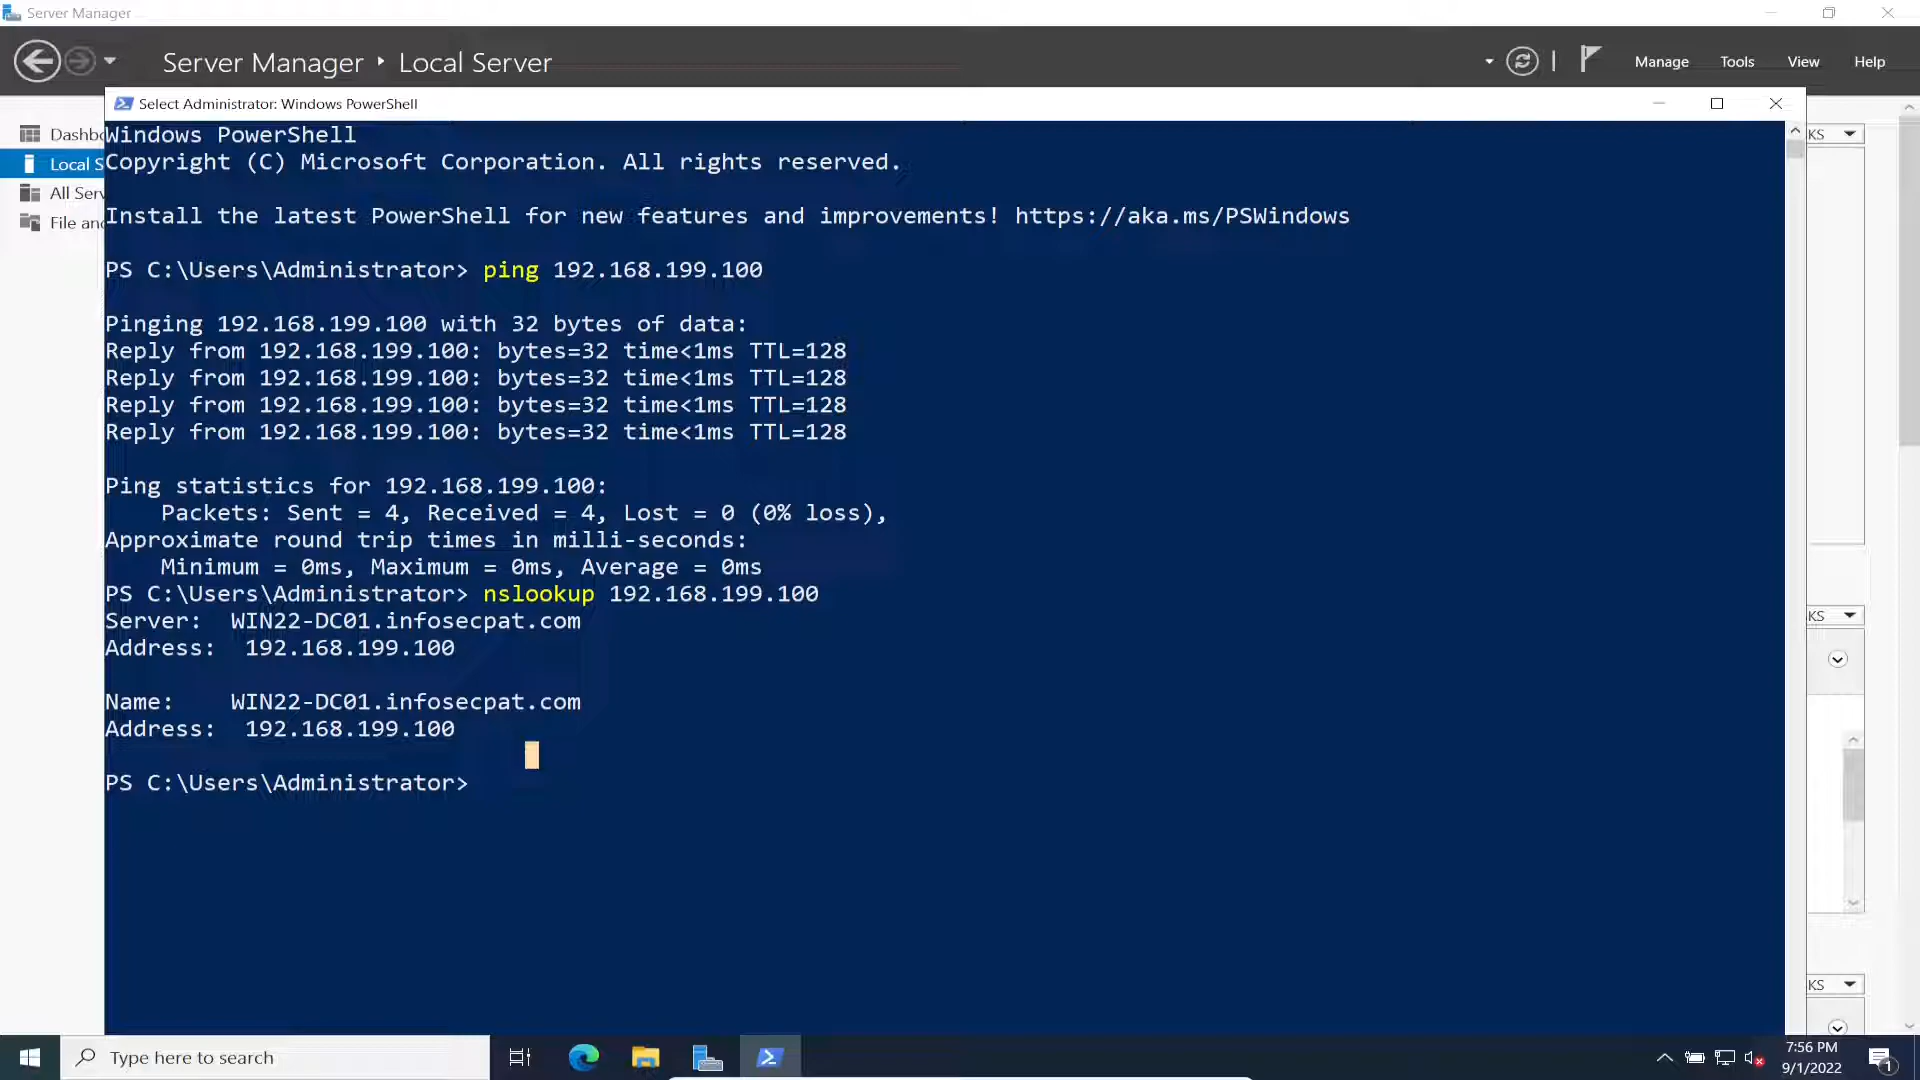 Server Manager
Server Manager ‣ Local Server
Manage Tools View Help
Select Administrator: Windows PowerShell
Dashbo
Local S
All Serv
File and
KS
KS
KS
Windows PowerShell
Copyright (C) Microsoft Corporation. All rights reserved.
Install the latest PowerShell for new features and improvements! https://aka.ms/PSWindows
PS C:\Users\Administrator> ping 192.168.199.100
Pinging 192.168.199.100 with 32 bytes of data:
Reply from 192.168.199.100: bytes=32 time<1ms TTL=128
Reply from 192.168.199.100: bytes=32 time<1ms TTL=128
Reply from 192.168.199.100: bytes=32 time<1ms TTL=128
Reply from 192.168.199.100: bytes=32 time<1ms TTL=128
Ping statistics for 192.168.199.100:
    Packets: Sent = 4, Received = 4, Lost = 0 (0% loss),
Approximate round trip times in milli-seconds:
    Minimum = 0ms, Maximum = 0ms, Average = 0ms
PS C:\Users\Administrator> nslookup 192.168.199.100
Server:  WIN22-DC01.infosecpat.com
Address:  192.168.199.100
Name:    WIN22-DC01.infosecpat.com
Address:  192.168.199.100
PS C:\Users\Administrator>
Type here to search
7:56 PM
9/1/2022
1